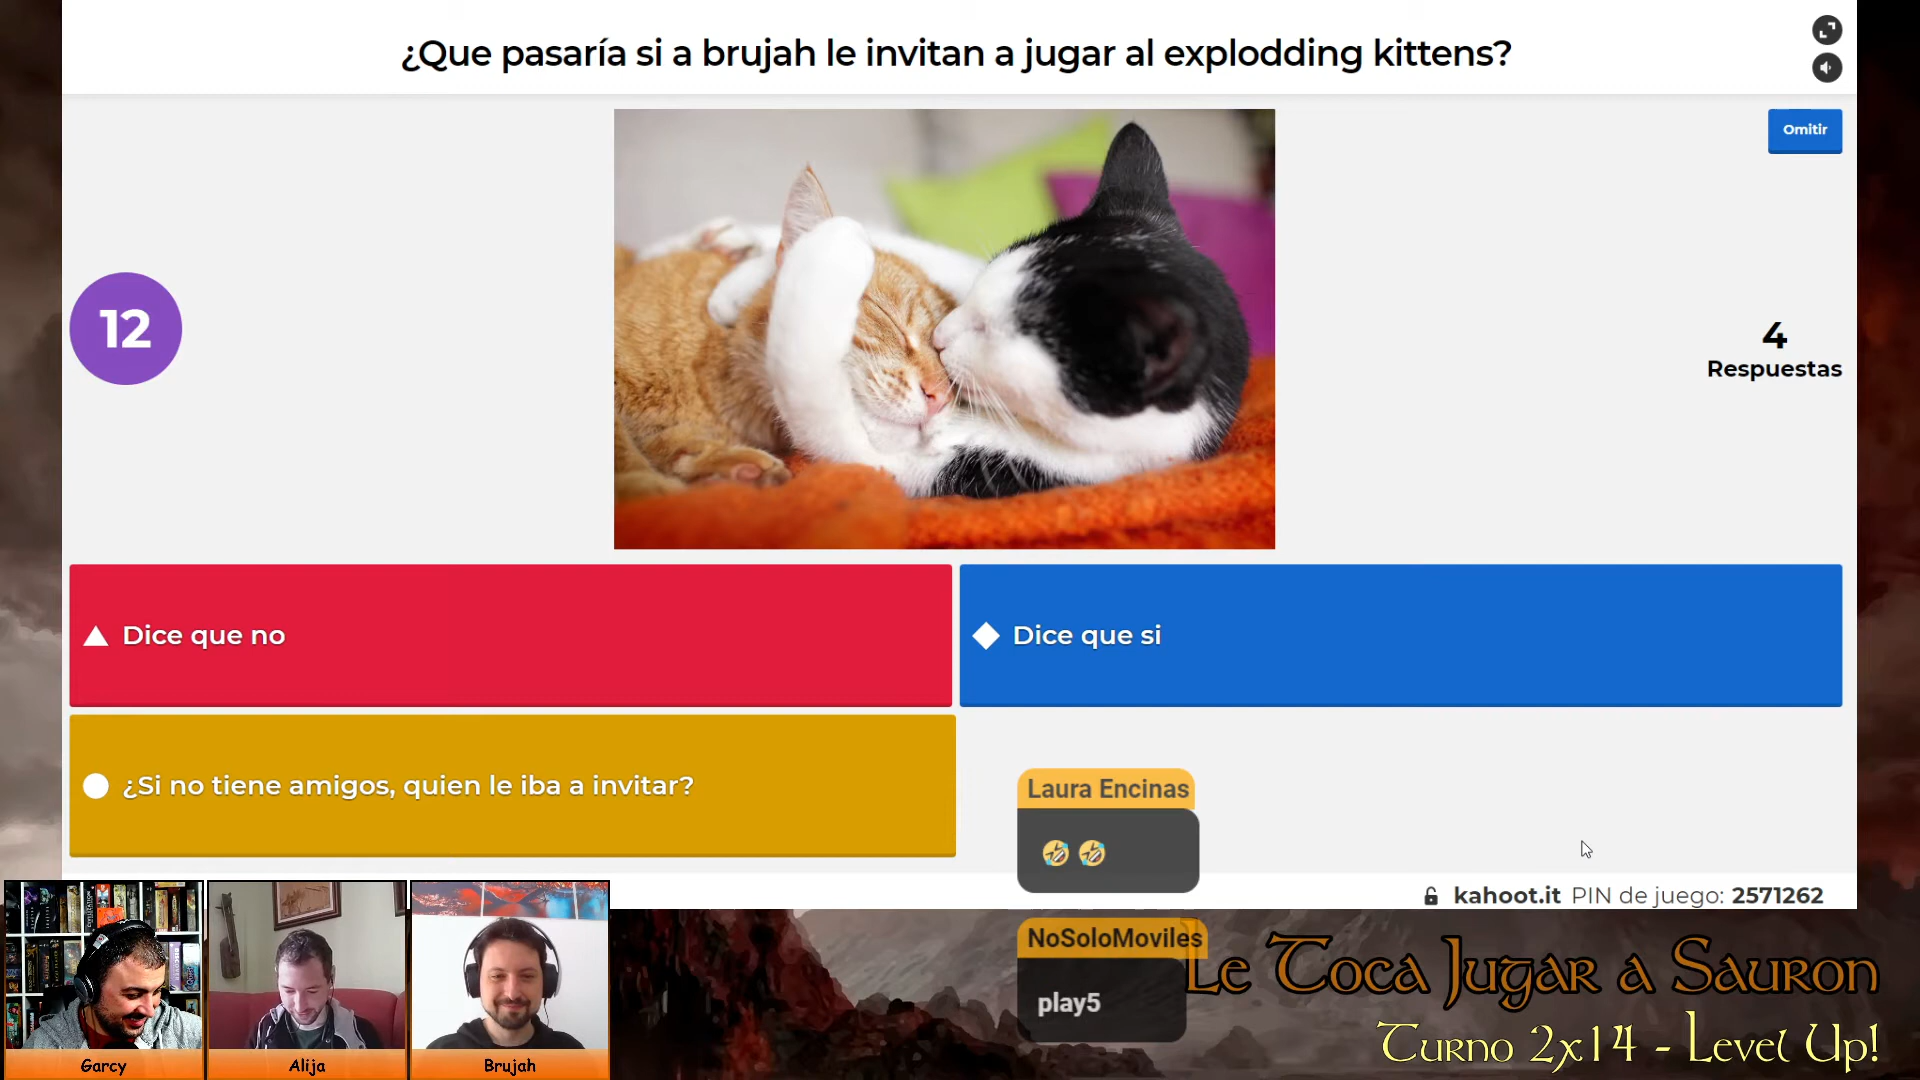 ¿Que pasaría si a brujah le invitan a jugar al explodding kittens?
Omitir
12
4
Respuestas
Dice que no
Dice que si
¿Si no tiene amigos, quien le iba a invitar?
Laura Encinas
kahoot.it PIN de juego: 2571262
NoSoloMoviles
play5
Le Toca Jugar a Sauron
Turno 2x14 - Level Up!
Garcy
Alija
Brujah